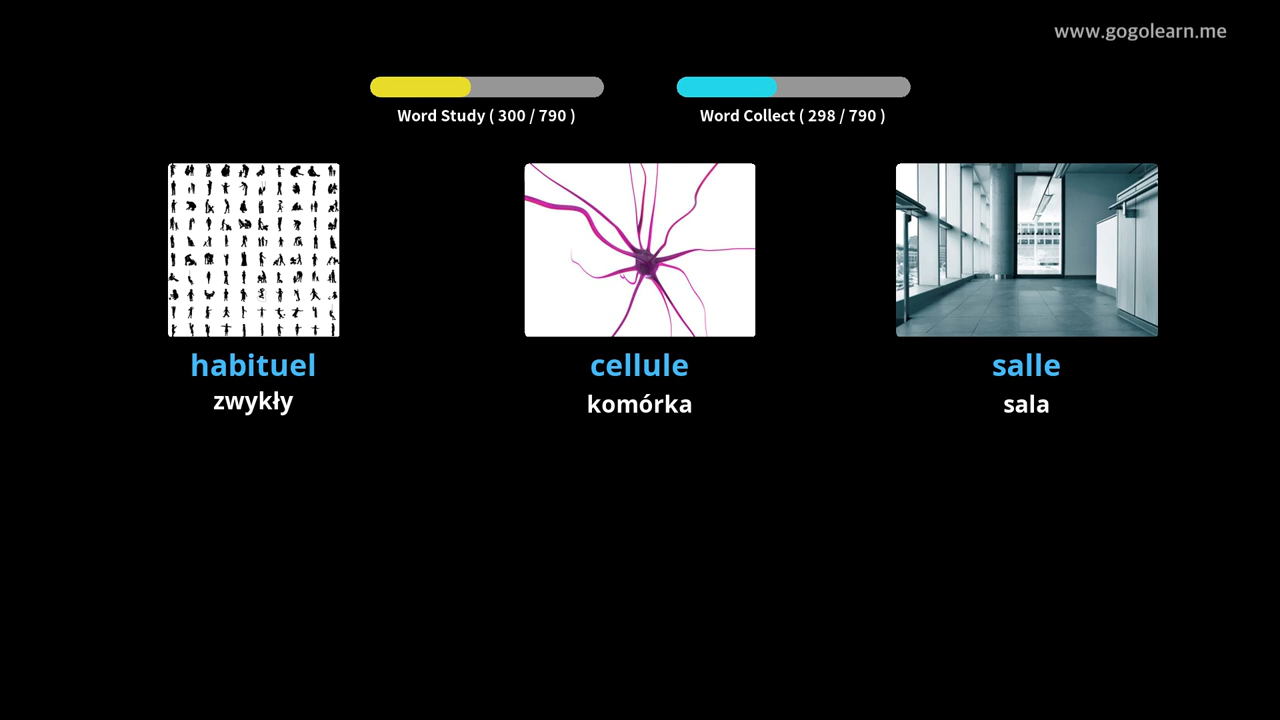 www.gogolearn.me
Word Study ( 300 / 790 )
Word Collect ( 298 / 790 )
habituel
zwykły
cellule
komórka
salle
sala